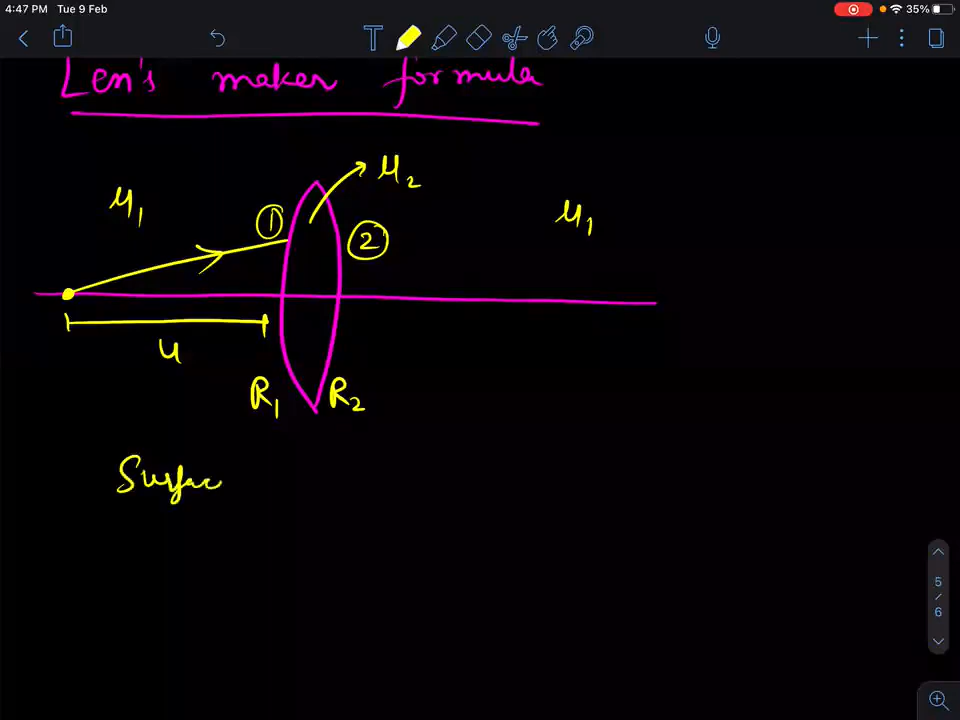 4:47 PM Tue 9 Feb
35%
Len's maker formula
μ₁
μ₂
μ₁
①
②
u
R₁
R₂
Surfac
5
/
6